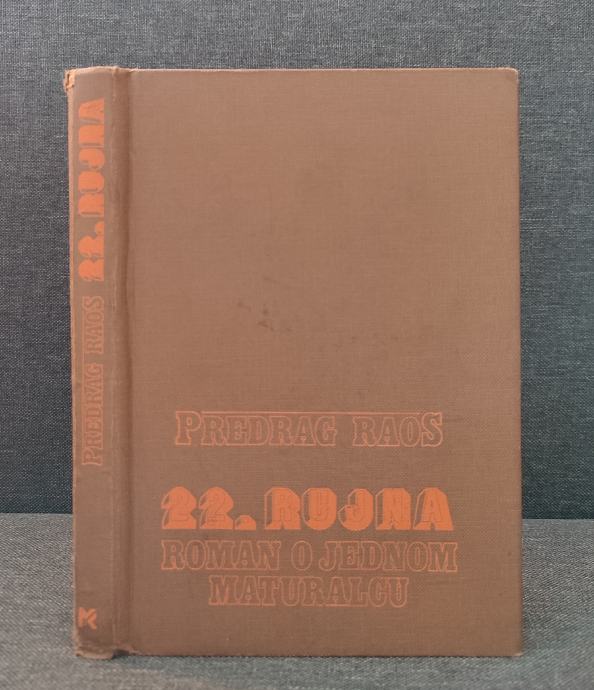 PREDRAG RAOS 22. RUJNA
PREDRAG RAOS
22. RUJNA
ROMAN O JEDNOM
MATURALCU